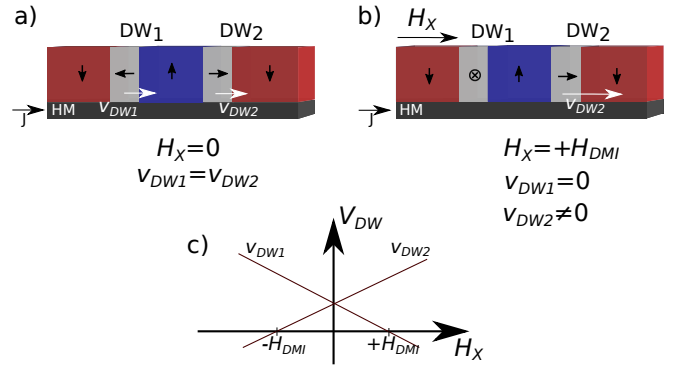 a)
DW1
DW2
vDW1
vDW2
HM
J
HX=0
vDW1=vDW2
b)
HX
DW1
DW2
vDW2
HM
J
HX=+HDMI
vDW1=0
vDW2≠0
c)
VDW
vDW1
vDW2
-HDMI
+HDMI
HX